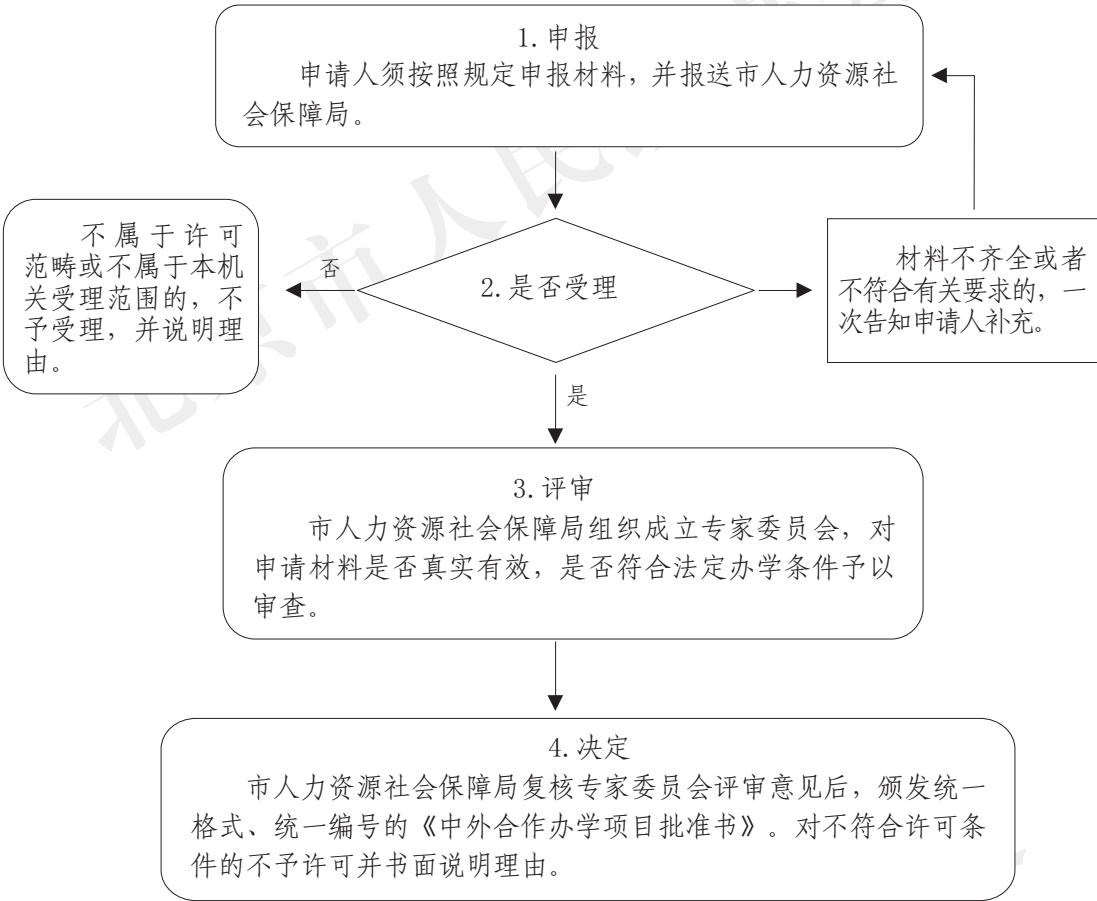 1.申报
申请人须按照规定申报材料，并报送市人力资源社
会保障局。
不属于许可
范畴或不属于本机
关受理范围的，不
予受理，并说明理
由。
否
2.是否受理
材料不齐全或者
不符合有关要求的，一
次告知申请人补充。
是
3.评审
市人力资源社会保障局组织成立专家委员会，对
申请材料是否真实有效，是否符合法定办学条件予以
审查。
4.决定
市人力资源社会保障局复核专家委员会评审意见后，颁发统一
格式、统一编号的《中外合作办学项目批准书》。对不符合许可条
件的不予许可并书面说明理由。
北京市人民